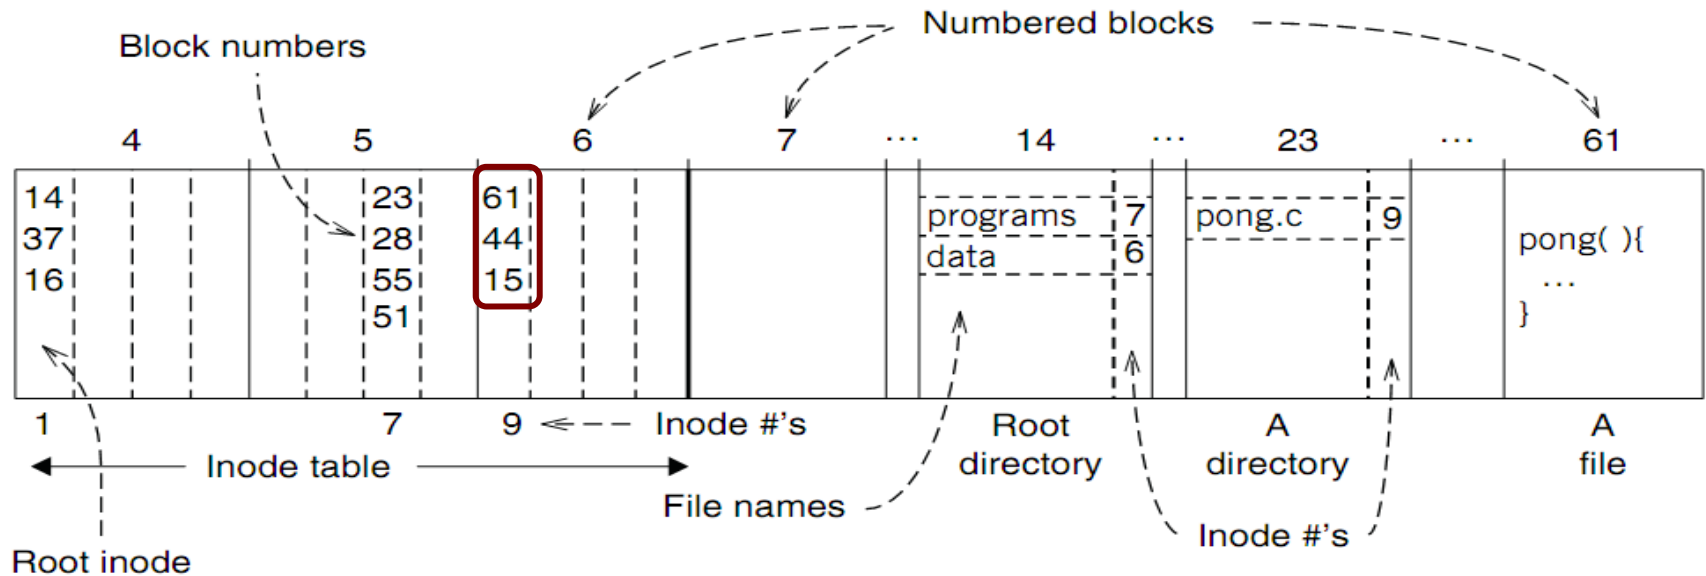 Numbered blocks
Block numbers
4 5 6 7 ... 14 ... 23 ... 61
14 23 61
programs 7 pong.c 9
37 28 44
pong( ){
data 6
16 55 15
...
51
}
1 7 9 Inode #'s
Root directory
A directory
A file
Inode table
File names
Inode #'s
Root inode